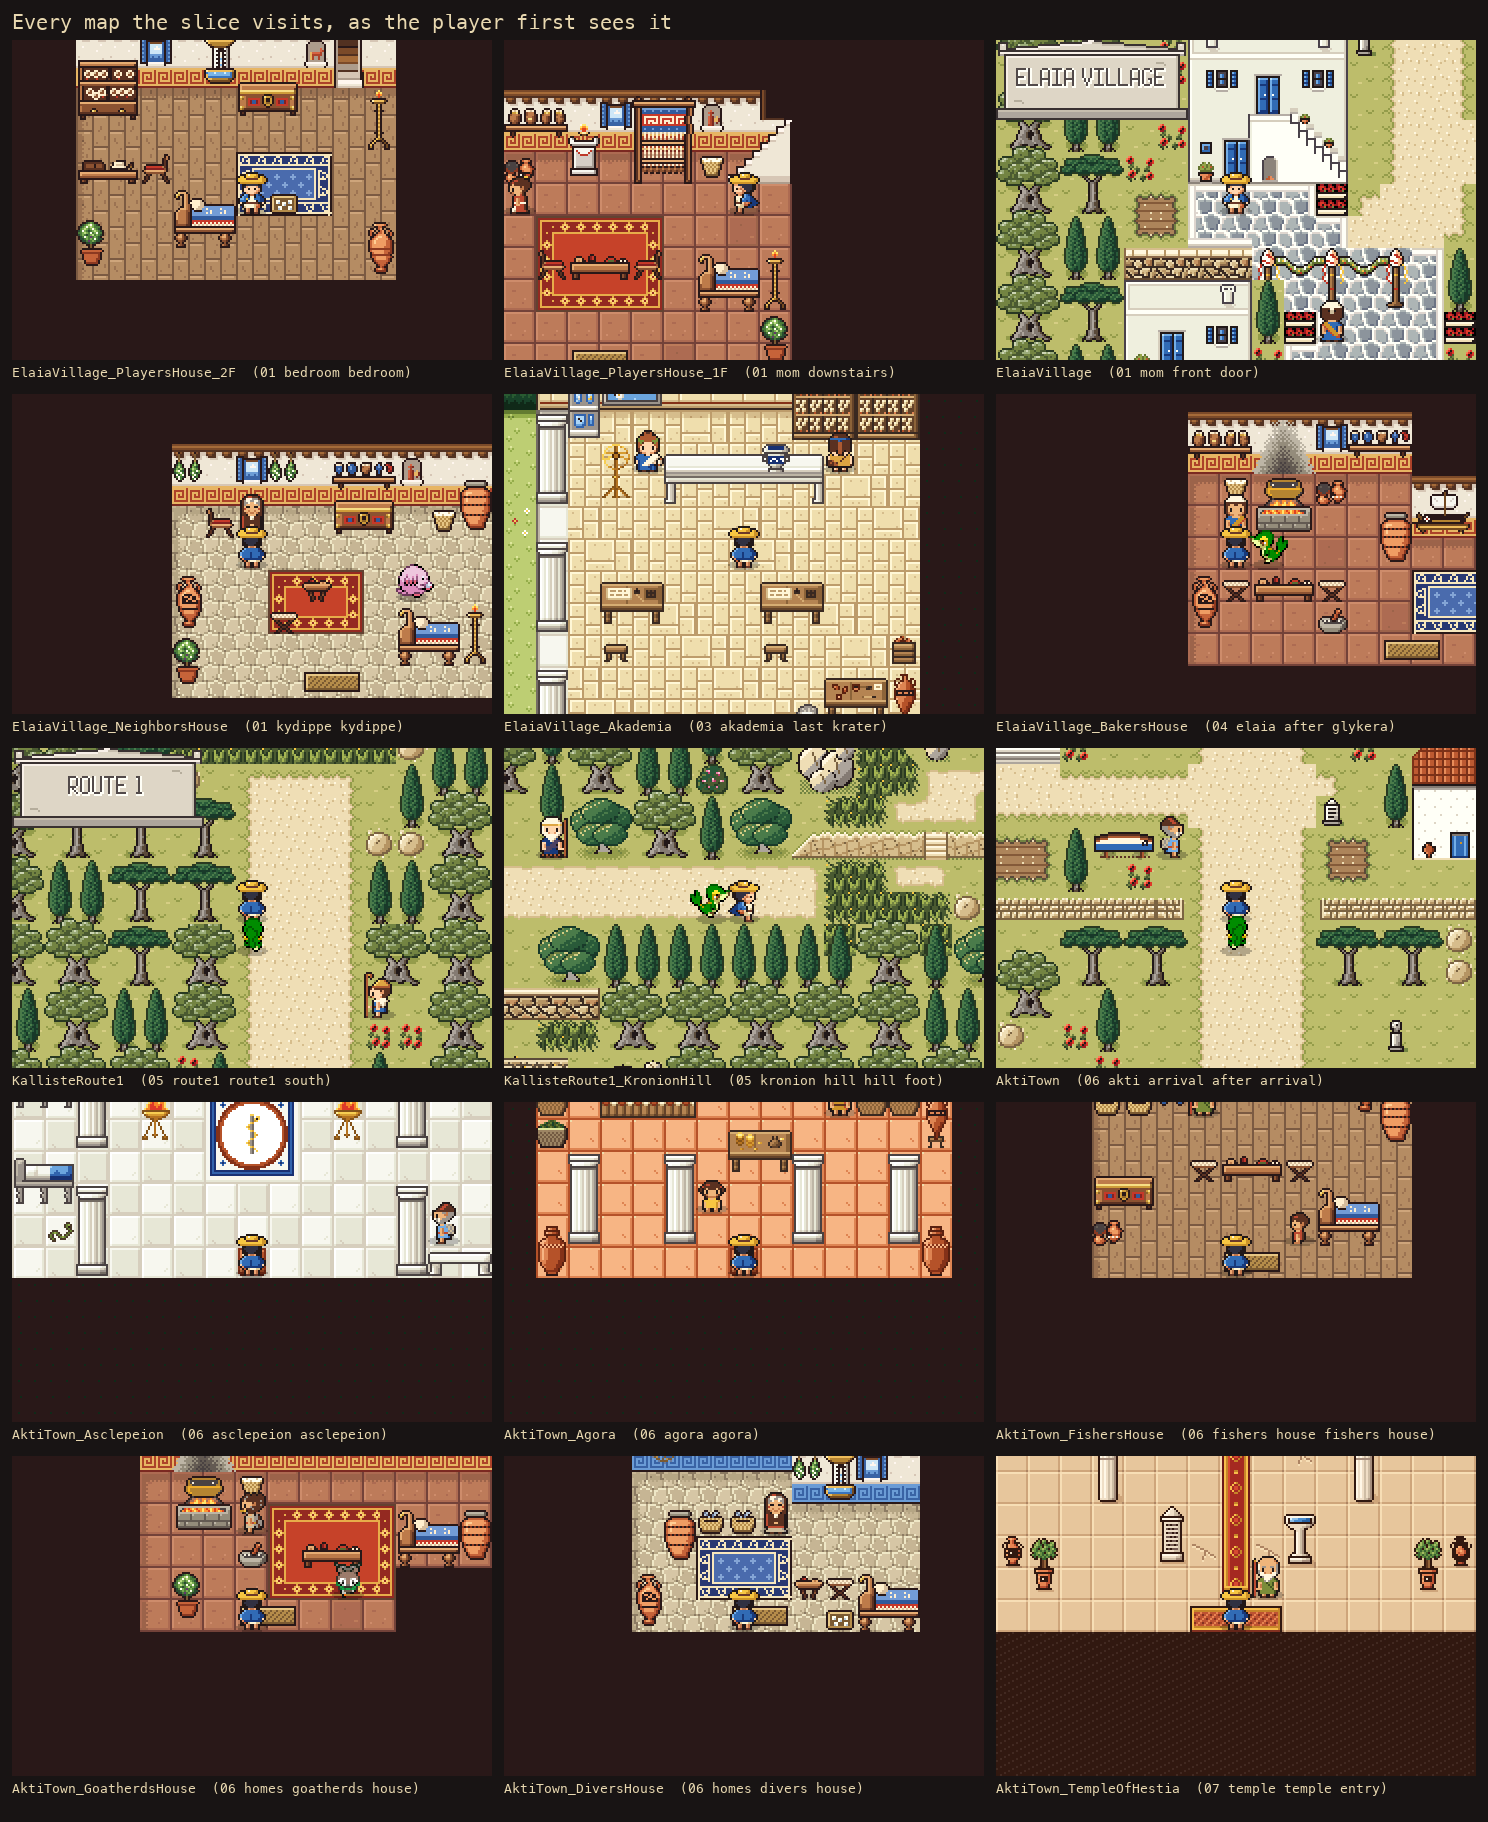 Every map the slice visits, as the player first sees it
ELAIA VILLAGE
ElaiaVillage_PlayersHouse_2F (01 bedroom bedroom)
ElaiaVillage_PlayersHouse_1F (01 mom downstairs)
ElaiaVillage (01 mom front door)
ElaiaVillage_NeighborsHouse (01 kydippe kydippe)
ElaiaVillage_Akademia (03 akademia last krater)
ElaiaVillage_BakersHouse (04 elaia after glykera)
ROUTE 1
KallisteRoute1 (05 route1 route1 south)
KallisteRoute1_KronionHill (05 kronion hill hill foot)
AktiTown (06 akti arrival after arrival)
AktiTown_Asclepeion (06 asclepeion asclepeion)
AktiTown_Agora (06 agora agora)
AktiTown_FishersHouse (06 fishers house fishers house)
AktiTown_GoatherdsHouse (06 homes goatherds house)
AktiTown_DiversHouse (06 homes divers house)
AktiTown_TempleOfHestia (07 temple temple entry)